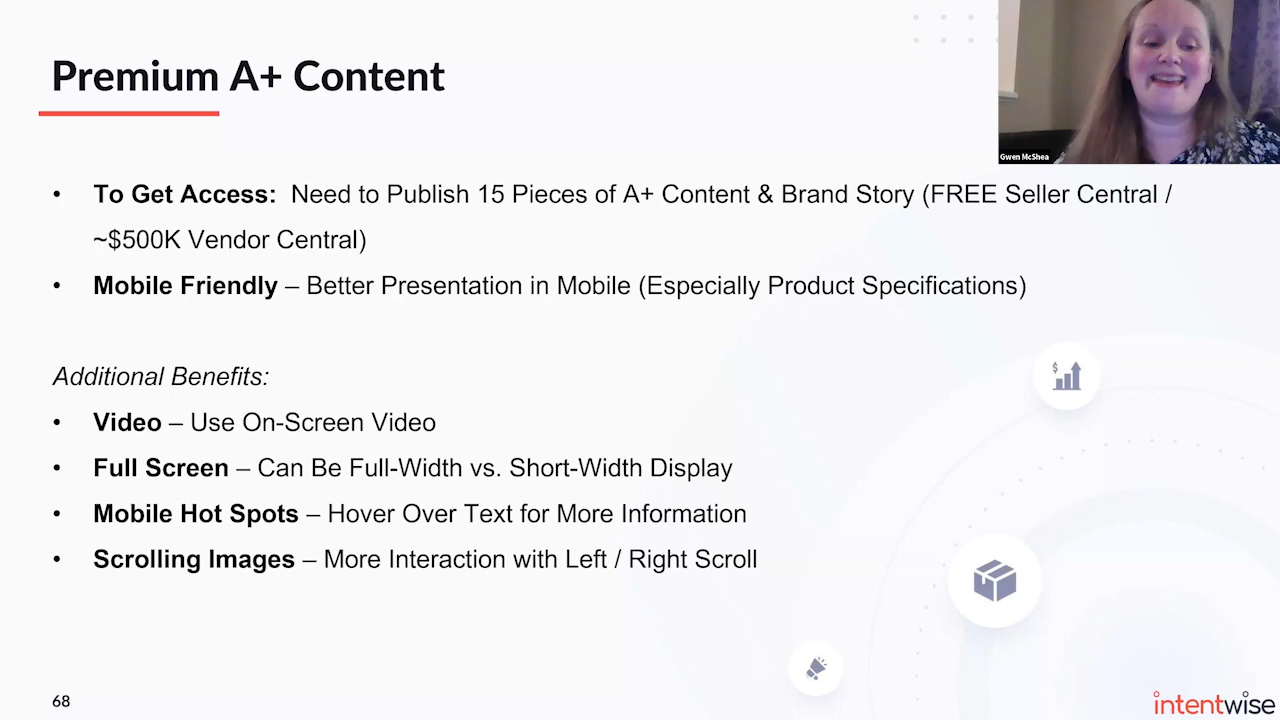 Premium A+ Content
Gwen McShea
• To Get Access: Need to Publish 15 Pieces of A+ Content & Brand Story (FREE Seller Central /
~$500K Vendor Central)
• Mobile Friendly – Better Presentation in Mobile (Especially Product Specifications)
Additional Benefits:
• Video – Use On-Screen Video
• Full Screen – Can Be Full-Width vs. Short-Width Display
• Mobile Hot Spots – Hover Over Text for More Information
• Scrolling Images – More Interaction with Left / Right Scroll
$
68
intentwise